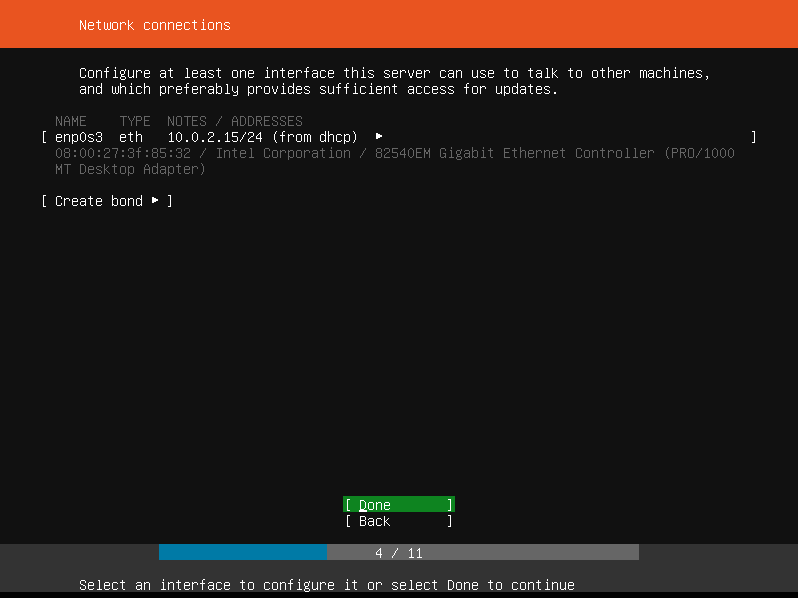 Network connections
Configure at least one interface this server can use to talk to other machines,
and which preferably provides sufficient access for updates.
NAME TYPE NOTES / ADDRESSES
[ enp0s3 eth 10.0.2.15/24 (from dhcp) ▸ ]
08:00:27:3f:85:32 / Intel Corporation / 82540EM Gigabit Ethernet Controller (PRO/1000
MT Desktop Adapter)
[ Create bond ▸ ]
[ Done ]
[ Back ]
4 / 11
Select an interface to configure it or select Done to continue